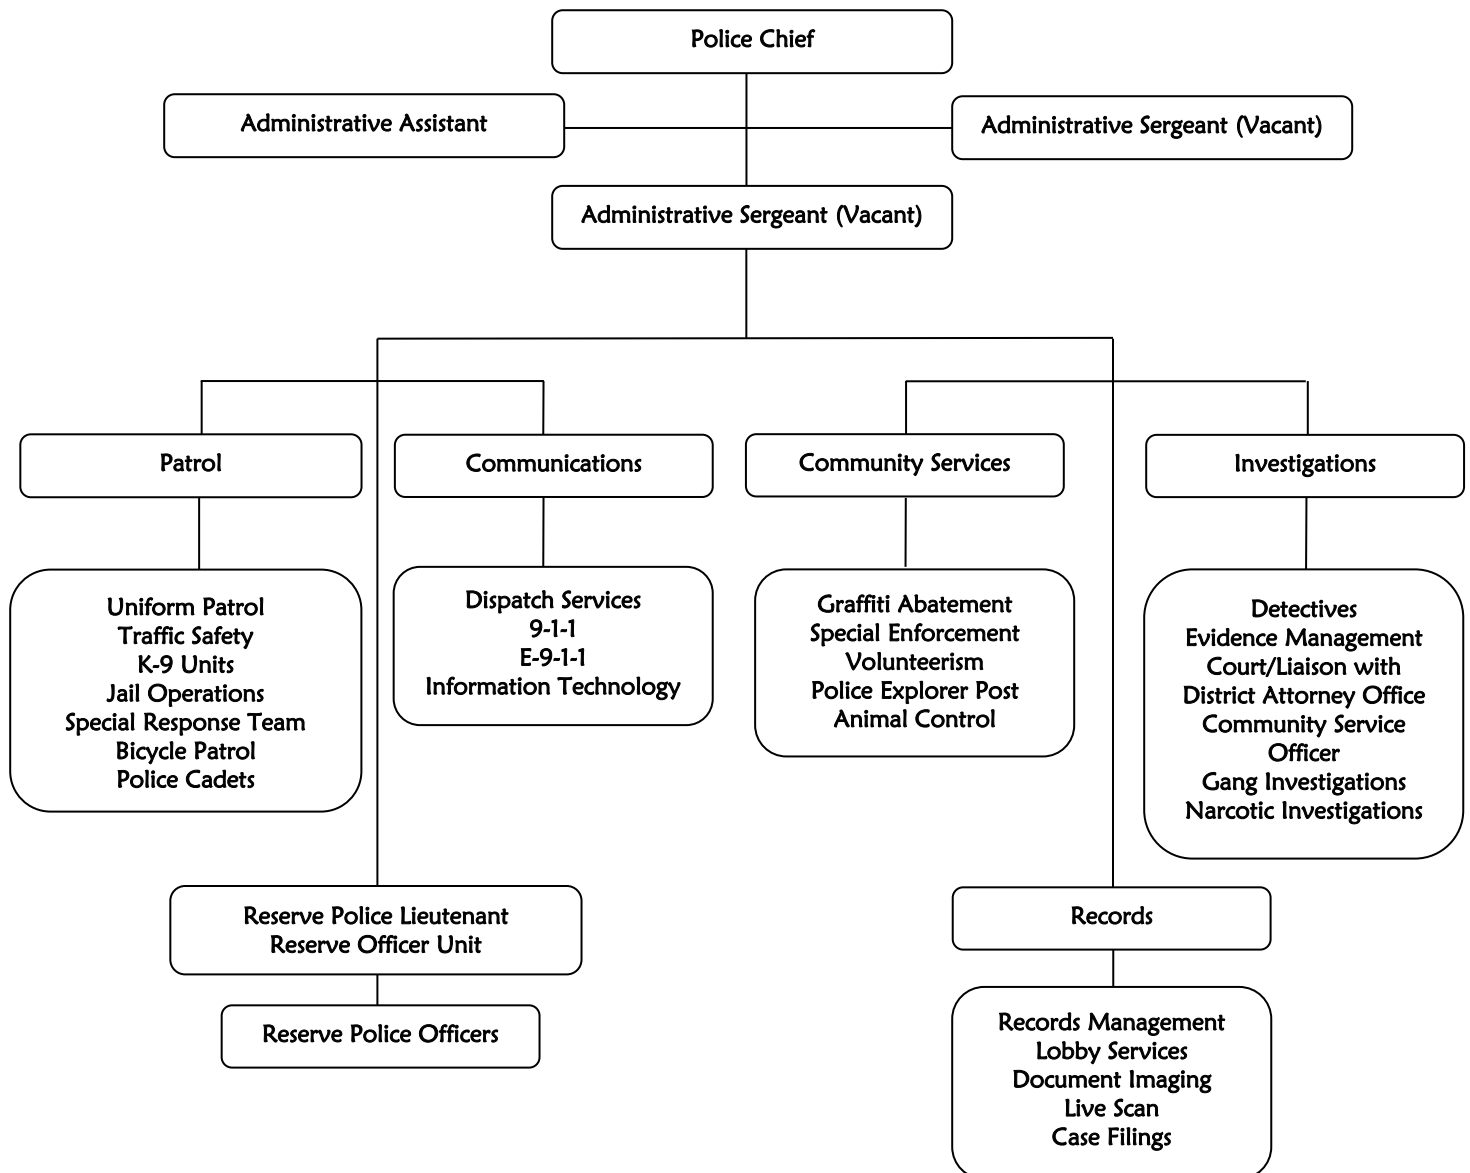 Police Chief
Administrative Assistant
Administrative Sergeant (Vacant)
Administrative Sergeant (Vacant)
Patrol
Communications
Community Services
Investigations
Uniform Patrol
Traffic Safety
K-9 Units
Jail Operations
Special Response Team
Bicycle Patrol
Police Cadets
Dispatch Services
9-1-1
E-9-1-1
Information Technology
Graffiti Abatement
Special Enforcement
Volunteerism
Police Explorer Post
Animal Control
Detectives
Evidence Management
Court/Liaison with
District Attorney Office
Community Service
Officer
Gang Investigations
Narcotic Investigations
Reserve Police Lieutenant
Reserve Officer Unit
Reserve Police Officers
Records
Records Management
Lobby Services
Document Imaging
Live Scan
Case Filings